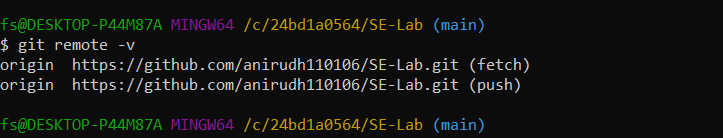 fs@DESKTOP-P44M87A MINGW64 /c/24bd1a0564/SE-Lab (main)
$ git remote -v
origin  https://github.com/anirudh110106/SE-Lab.git (fetch)
origin  https://github.com/anirudh110106/SE-Lab.git (push)
fs@DESKTOP-P44M87A MINGW64 /c/24bd1a0564/SE-Lab (main)